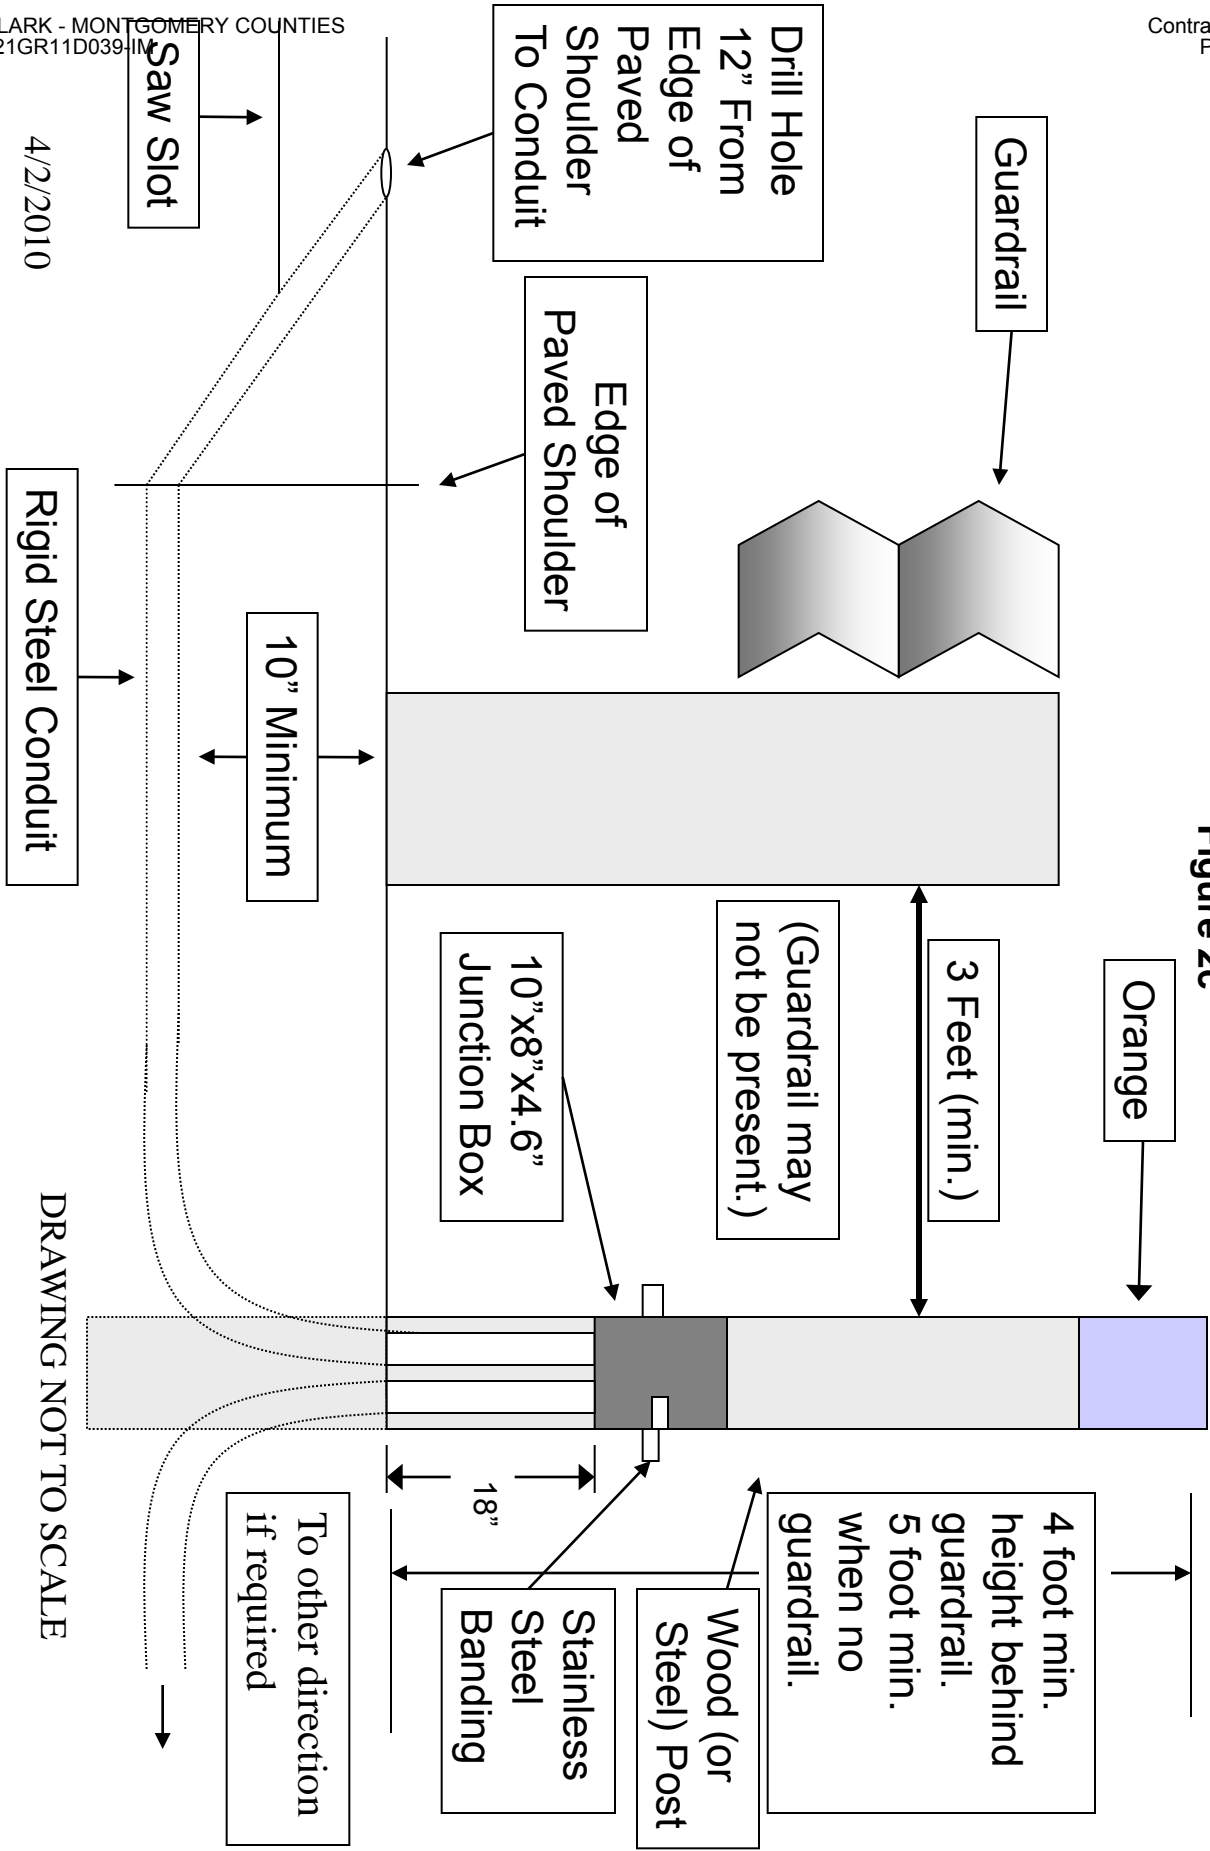 LARK - MONTGOMERY COUNTIES
21GR11D039-IM
Contra
P
Figure 2c
Orange
Guardrail
3 Feet (min.)
(Guardrail may
not be present.)
Drill Hole
12” From
Edge of
Paved
Shoulder
To Conduit
Edge of
Paved Shoulder
10”x8”x4.6”
Junction Box
4 foot min.
height behind
guardrail.
5 foot min.
when no
guardrail.
Wood (or
Steel) Post
Stainless
Steel
Banding
18”
To other direction
if required
10” Minimum
Saw Slot
Rigid Steel Conduit
4/2/2010
DRAWING NOT TO SCALE